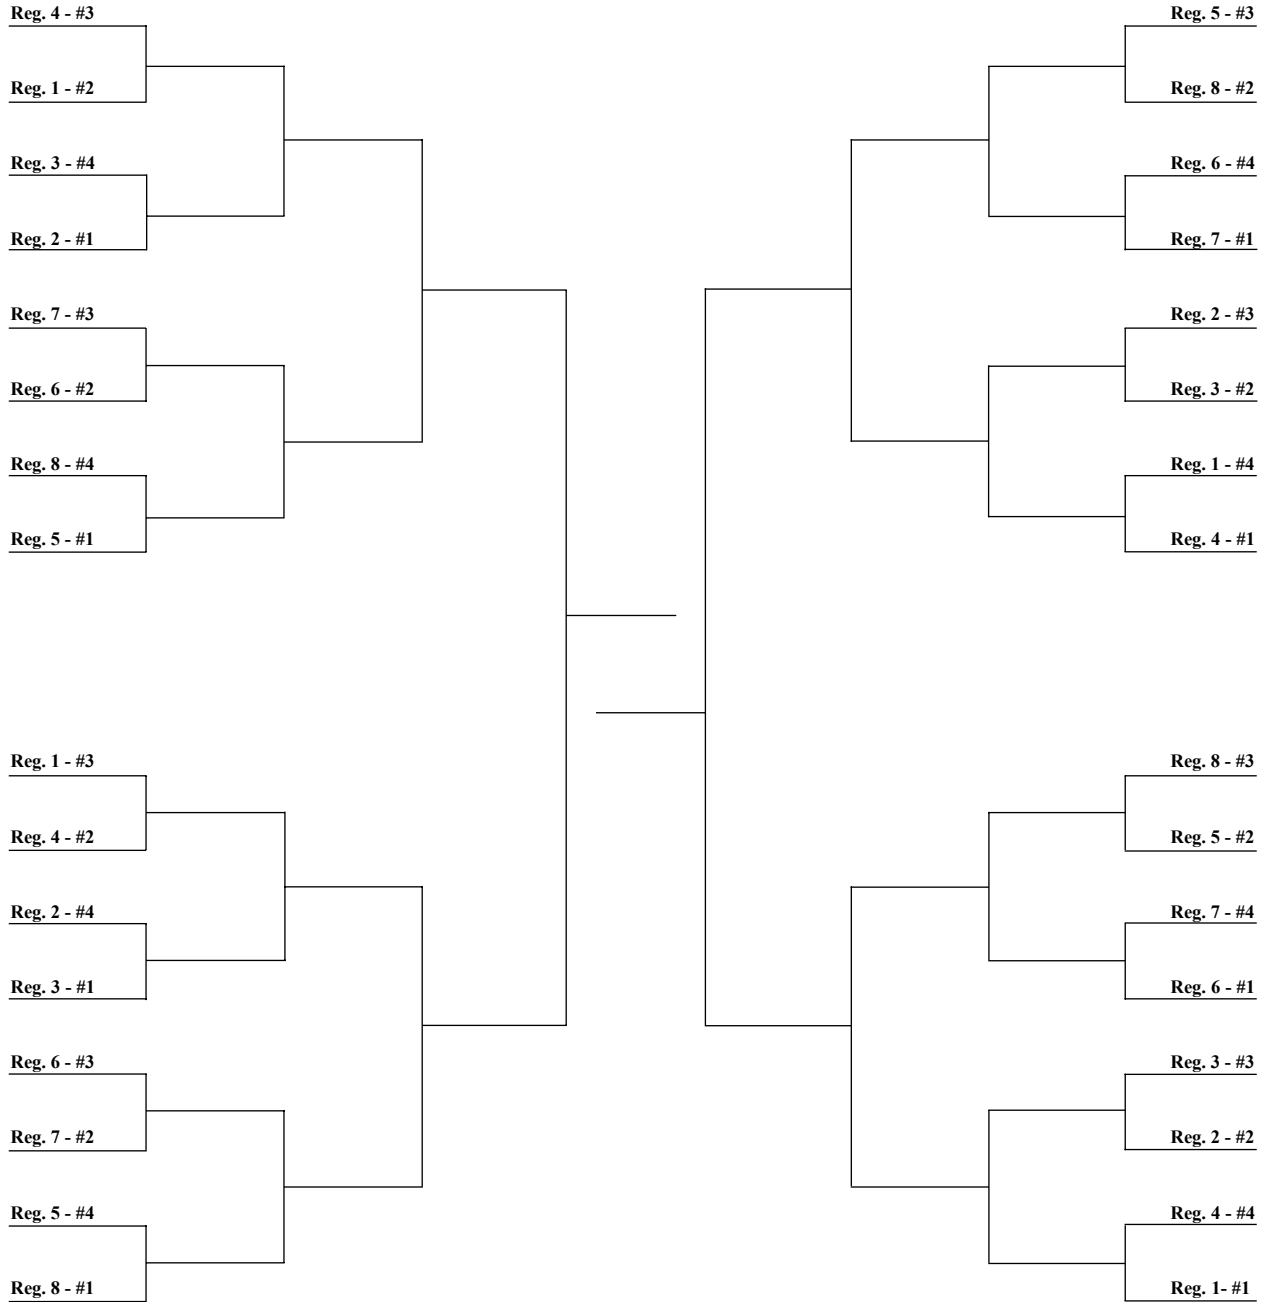 Reg. 4 - #3
Reg. 1 - #2
Reg. 3 - #4
Reg. 2 - #1
Reg. 7 - #3
Reg. 6 - #2
Reg. 8 - #4
Reg. 5 - #1
Reg. 1 - #3
Reg. 4 - #2
Reg. 2 - #4
Reg. 3 - #1
Reg. 6 - #3
Reg. 7 - #2
Reg. 5 - #4
Reg. 8 - #1
Reg. 5 - #3
Reg. 8 - #2
Reg. 6 - #4
Reg. 7 - #1
Reg. 2 - #3
Reg. 3 - #2
Reg. 1 - #4
Reg. 4 - #1
Reg. 8 - #3
Reg. 5 - #2
Reg. 7 - #4
Reg. 6 - #1
Reg. 3 - #3
Reg. 2 - #2
Reg. 4 - #4
Reg. 1- #1